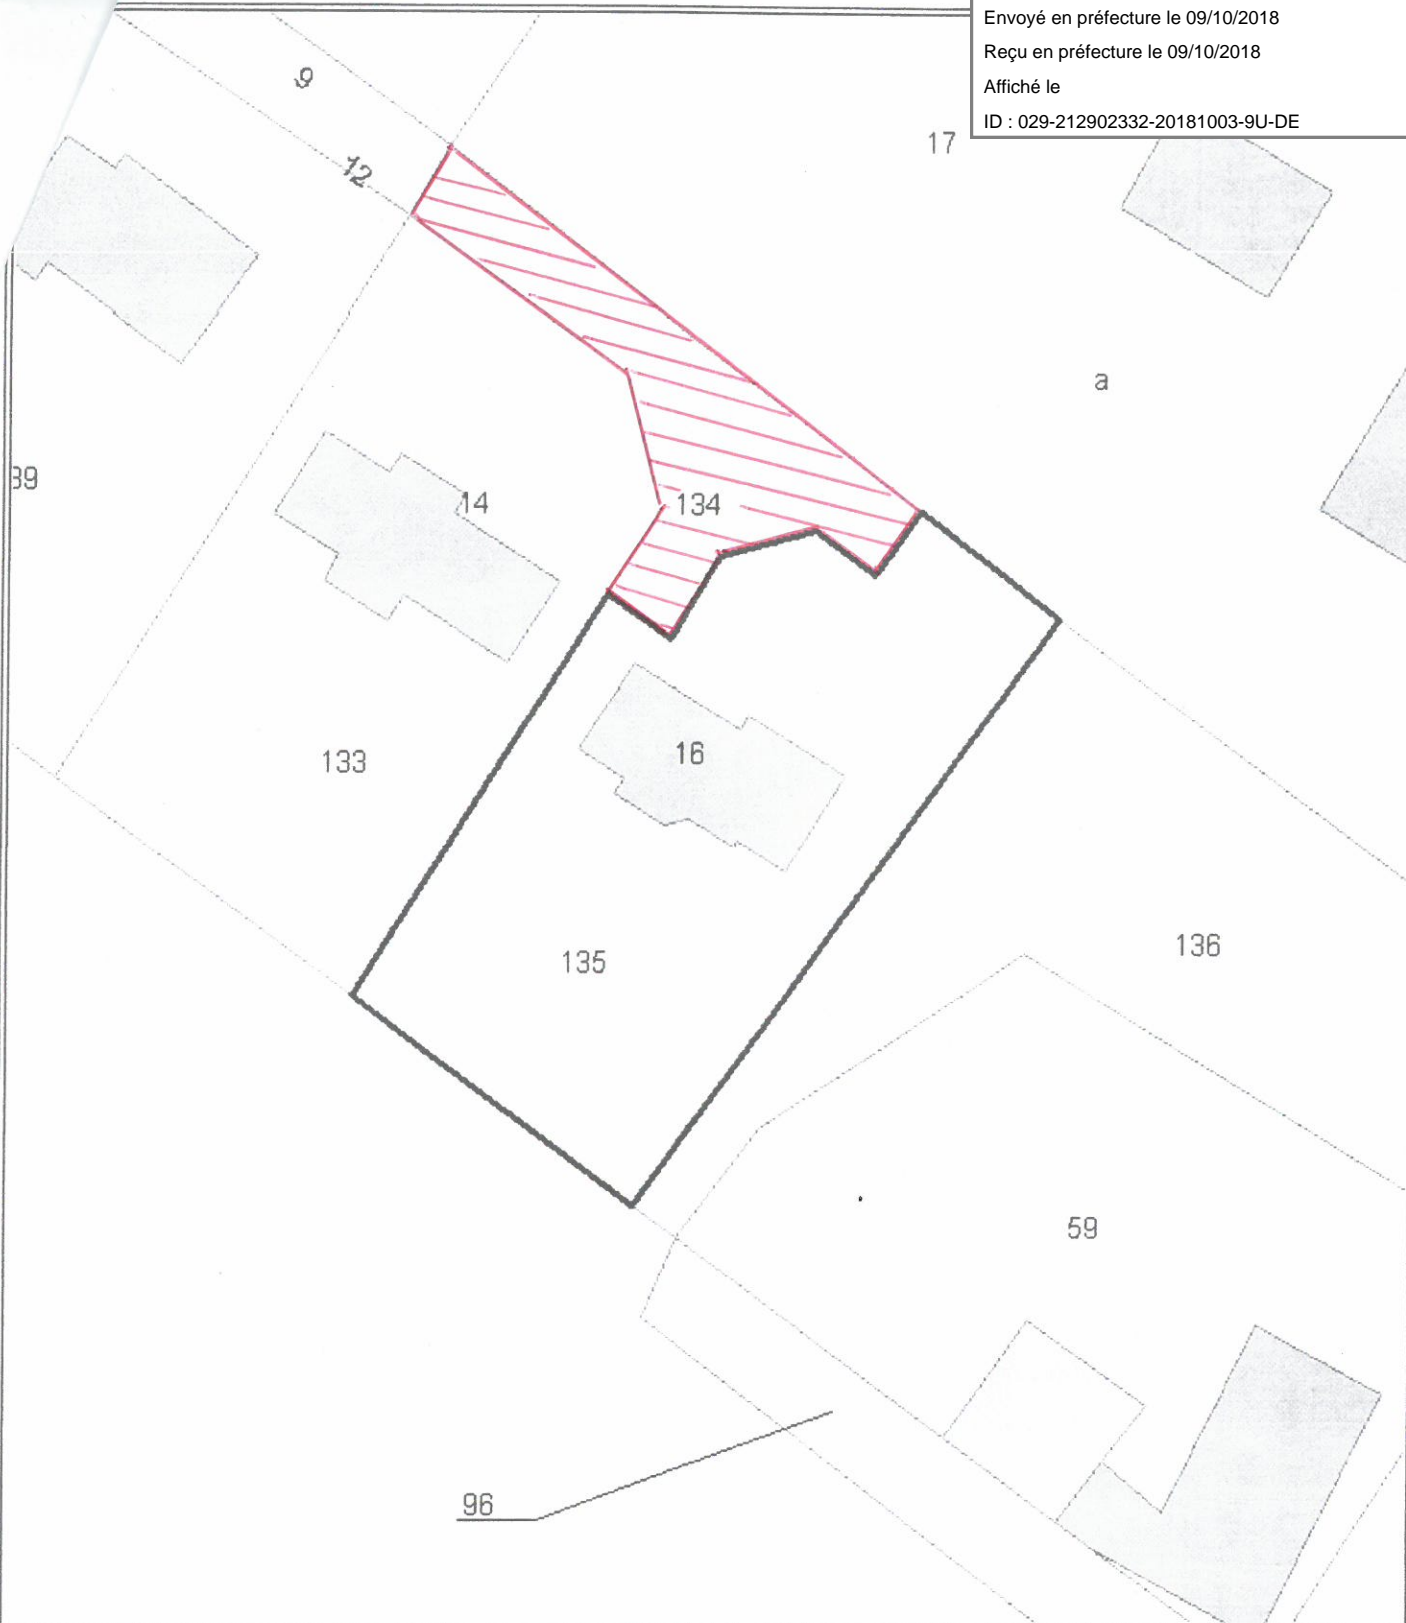 Envoyé en préfecture le 09/10/2018
Reçu en préfecture le 09/10/2018
Affiché le
ID : 029-212902332-20181003-9U-DE
9
12
17
a
39
14
134
133
16
135
136
59
96